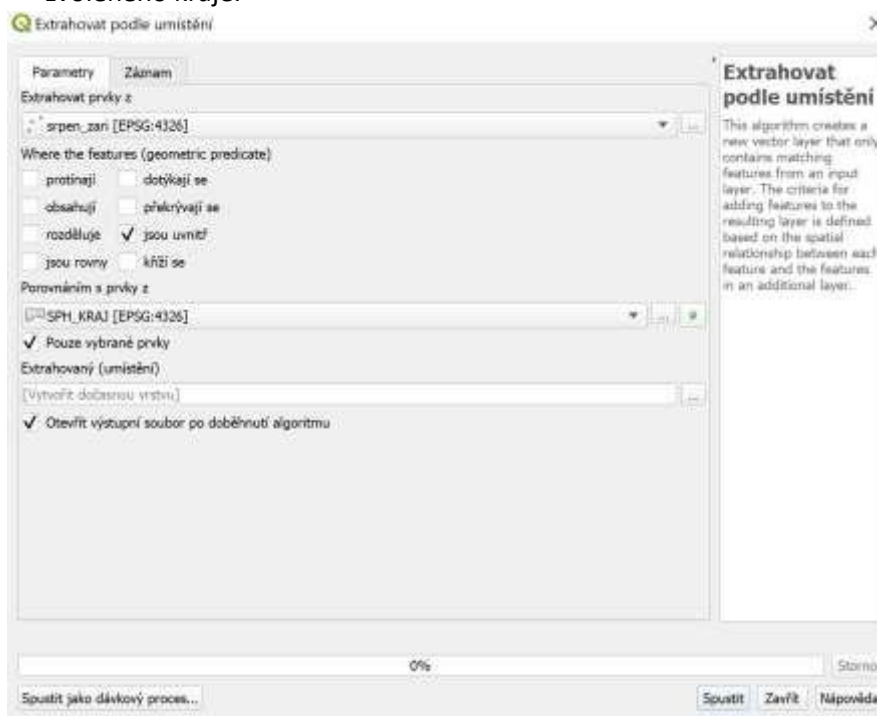 zvoleného kraje.
Extrahovat podle umístění
Parametry Záznam
Extrahovat prvky z
srpen_zari [EPSG:4326]
Where the features (geometric predicate)
protínají dotýkají se
obsahují překrývají se
rozděluje jsou uvnitř
jsou rovny kříží se
Porovnáním s prvky z
SPH_KRAJ [EPSG:4326]
Pouze vybrané prvky
Extrahovaný (umístění)
[Vytvořit dočasnou vrstvu]
Otevřít výstupní soubor po doběhnutí algoritmu
Extrahovat
podle umístění
This algorithm creates a
new vector layer that only
contains matching
features from an input
layer. The criteria for
adding features to the
resulting layer is defined
based on the spatial
relationship between each
feature and the features
in an additional layer.
0%
Storno
Spustit jako dávkový proces... Spustit Zavřít Nápověda